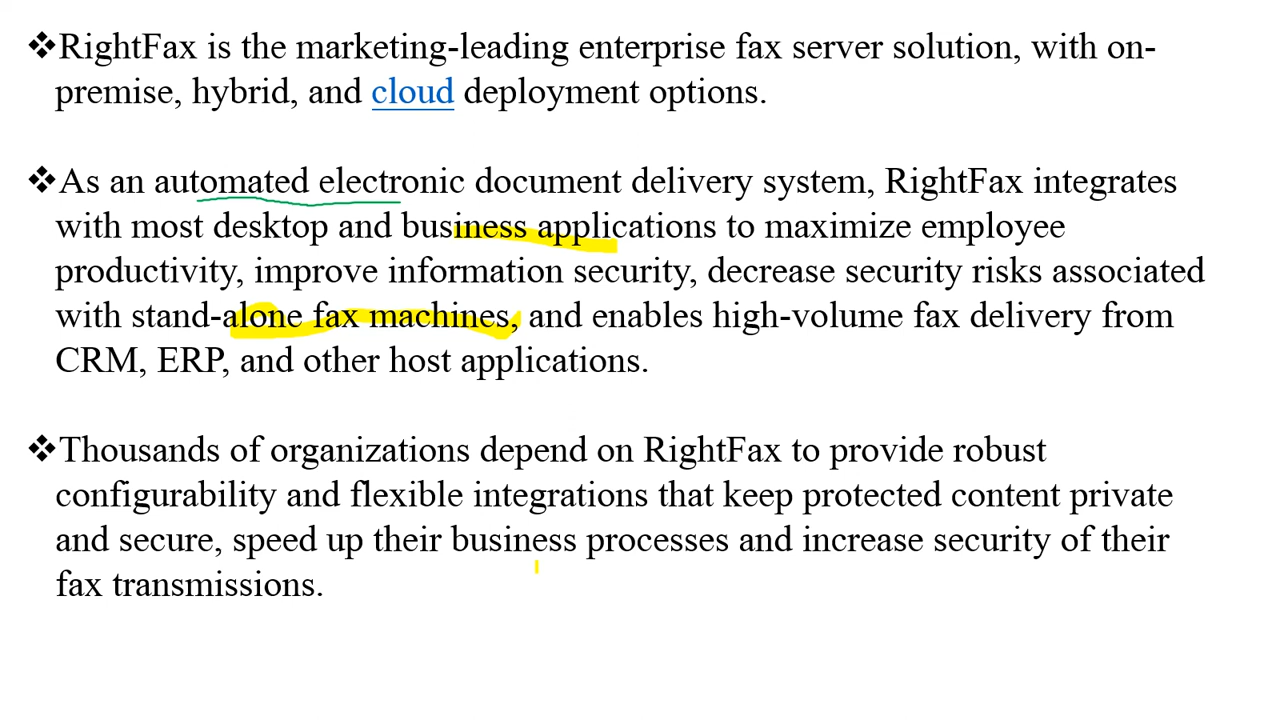 ❖RightFax is the marketing-leading enterprise fax server solution, with on-
premise, hybrid, and cloud deployment options.
❖As an automated electronic document delivery system, RightFax integrates
with most desktop and business applications to maximize employee
productivity, improve information security, decrease security risks associated
with stand-alone fax machines, and enables high-volume fax delivery from
CRM, ERP, and other host applications.
❖Thousands of organizations depend on RightFax to provide robust
configurability and flexible integrations that keep protected content private
and secure, speed up their business processes and increase security of their
fax transmissions.